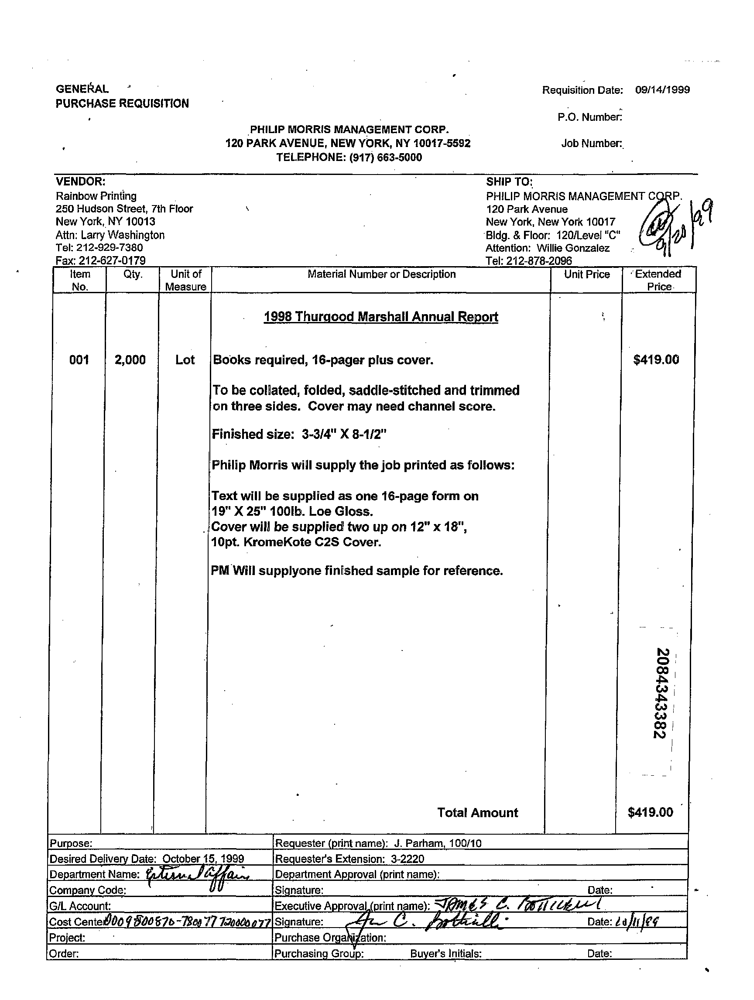 GENERAL
PURCHASE REQUISITION
Requisition Date: 09/14/1999
P.O. Number:
Job Number:
PHILIP MORRIS MANAGEMENT CORP.
120 PARK AVENUE, NEW YORK, NY 10017-5592
TELEPHONE: (917) 663-5000
VENDOR:
Rainbow Printing
250 Hudson Street, 7th Floor
New York, NY 10013
Attn: Larry Washington
Tel: 212-929-7380
Fax: 212-627-0179
SHIP TO:
PHILIP MORRIS MANAGEMENT CORP.
120 Park Avenue
New York, New York 10017
Bldg. & Floor: 120/Level "C"
Attention: Willie Gonzalez
Tel: 212-878-2096
Item No. Qty. Unit of Measure Material Number or Description Unit Price Extended Price
1998 Thurgood Marshall Annual Report
001 2,000 Lot Books required, 16-pager plus cover. $419.00
To be collated, folded, saddle-stitched and trimmed
on three sides. Cover may need channel score.
Finished size: 3-3/4" X 8-1/2"
Philip Morris will supply the job printed as follows:
Text will be supplied as one 16-page form on
19" X 25" 100lb. Loe Gloss.
Cover will be supplied two up on 12" x 18",
10pt. KromeKote C2S Cover.
PM Will supplyone finished sample for reference.
2084343382
Total Amount $419.00
Purpose: Requester (print name): J. Parham, 100/10
Desired Delivery Date: October 15, 1999 Requester's Extension: 3-2220
Department Name: External Affairs Department Approval (print name):
Company Code: Signature: Date:
G/L Account: Executive Approval (print name): James C.
Cost Center Signature: Date: 10/11/99
Project: Purchase Organization:
Order: Purchasing Group: Buyer's Initials: Date: